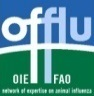 offlu
OIE FAO
network of expertise on animal influenza